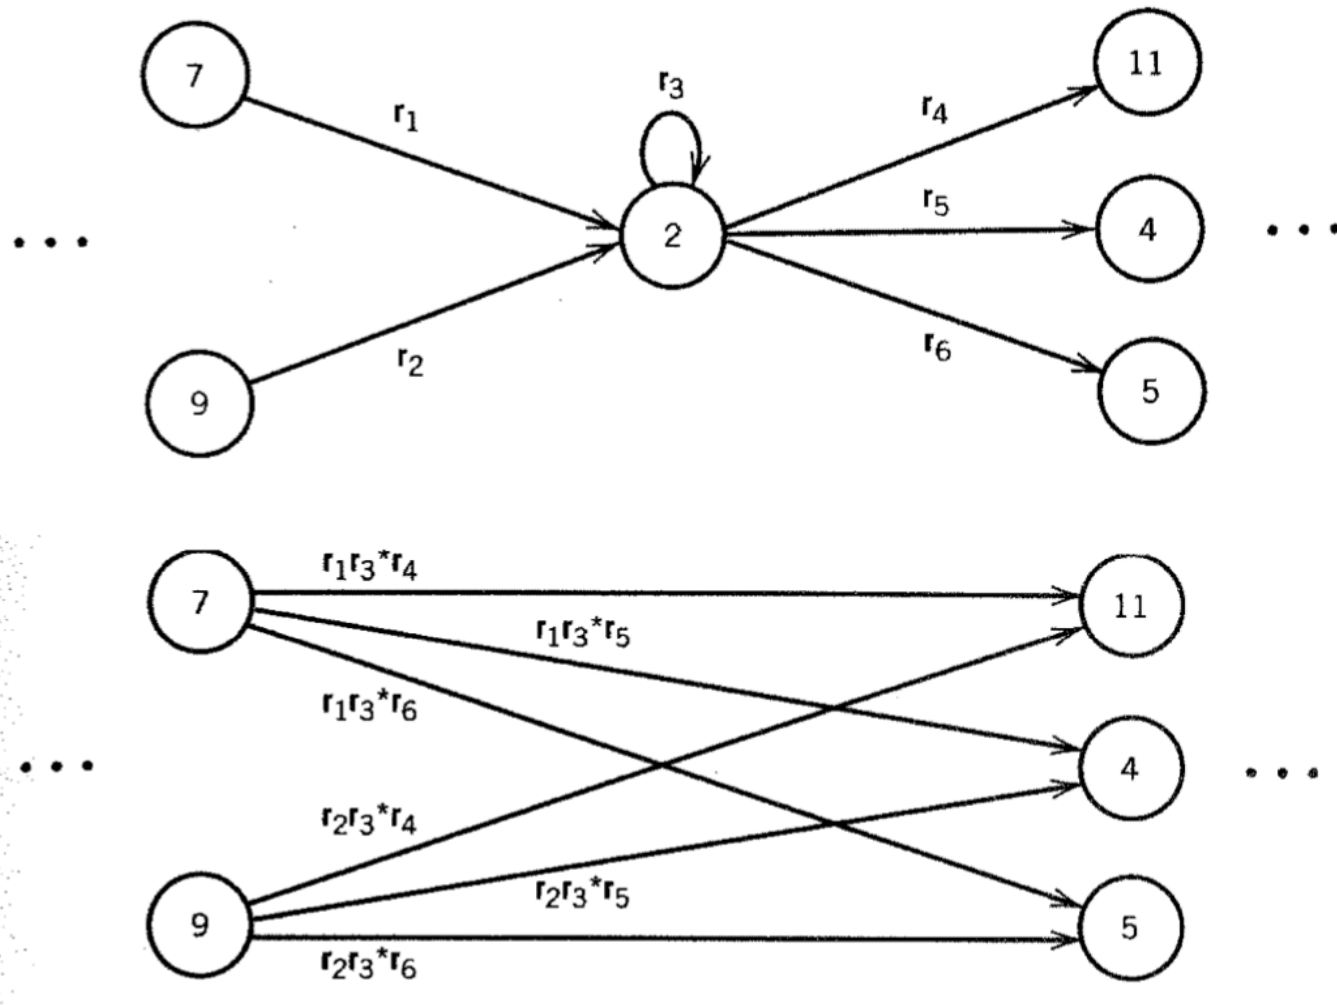 7
11
r₃
r₁
r₄
r₅
2
4
...
...
r₂
r₆
9
5
r₁r₃*r₄
7
11
r₁r₃*r₅
r₁r₃*r₆
...
4
...
r₂r₃*r₄
r₂r₃*r₅
9
5
r₂r₃*r₆